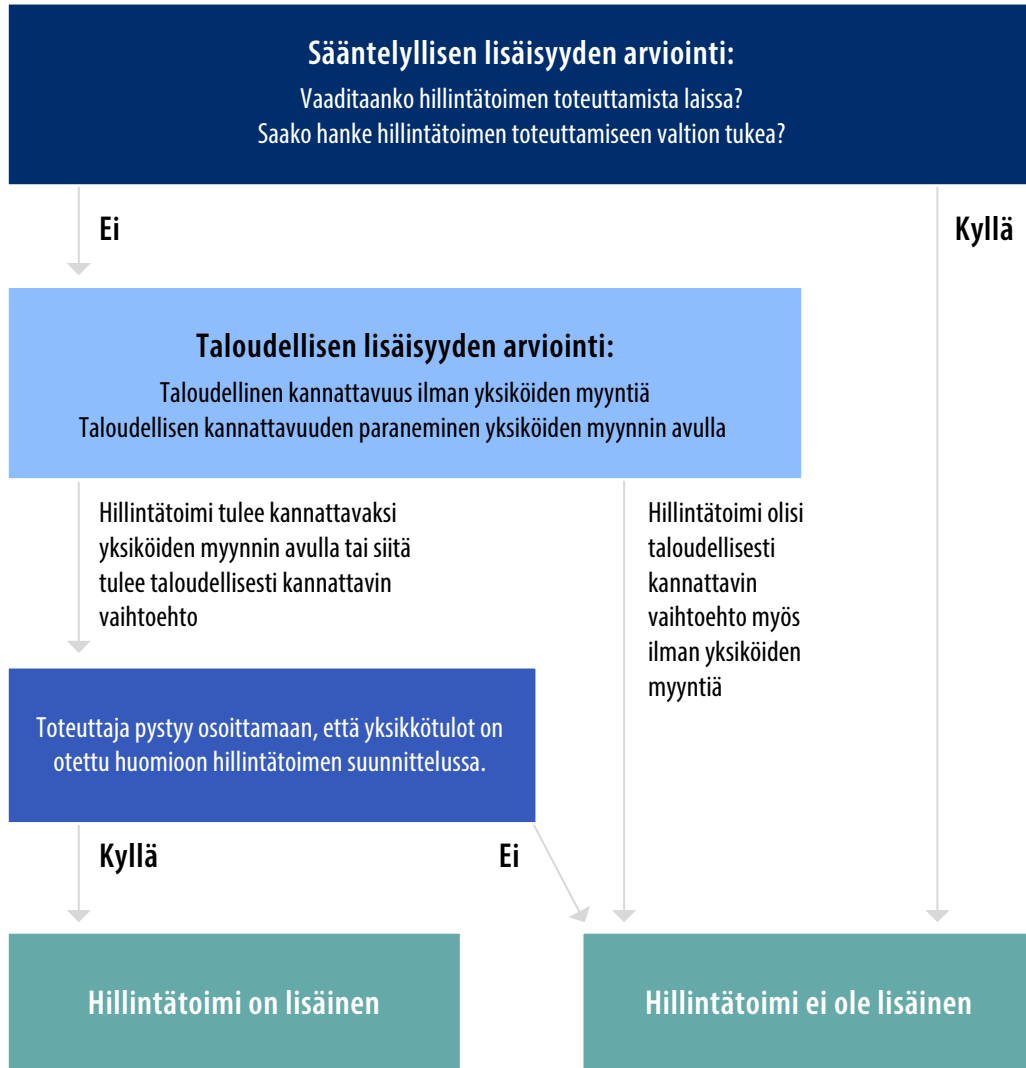 Sääntelyllisen lisäisyyden arviointi:
Vaaditaanko hillintätoimen toteuttamista laissa?
Saako hanke hillintätoimen toteuttamiseen valtion tukea?
Ei
Kyllä
Taloudellisen lisäisyyden arviointi:
Taloudellinen kannattavuus ilman yksiköiden myyntiä
Taloudellisen kannattavuuden paraneminen yksiköiden myynnin avulla
Hillintätoimi tulee kannattavaksi
yksiköiden myynnin avulla tai siitä
tulee taloudellisesti kannattavin
vaihtoehto
Hillintätoimi olisi
taloudellisesti
kannattavin
vaihtoehto myös
ilman yksiköiden
myyntiä
Toteuttaja pystyy osoittamaan, että yksikkötulot on
otettu huomioon hillintätoimen suunnittelussa.
Kyllä
Ei
Hillintätoimi on lisäinen
Hillintätoimi ei ole lisäinen